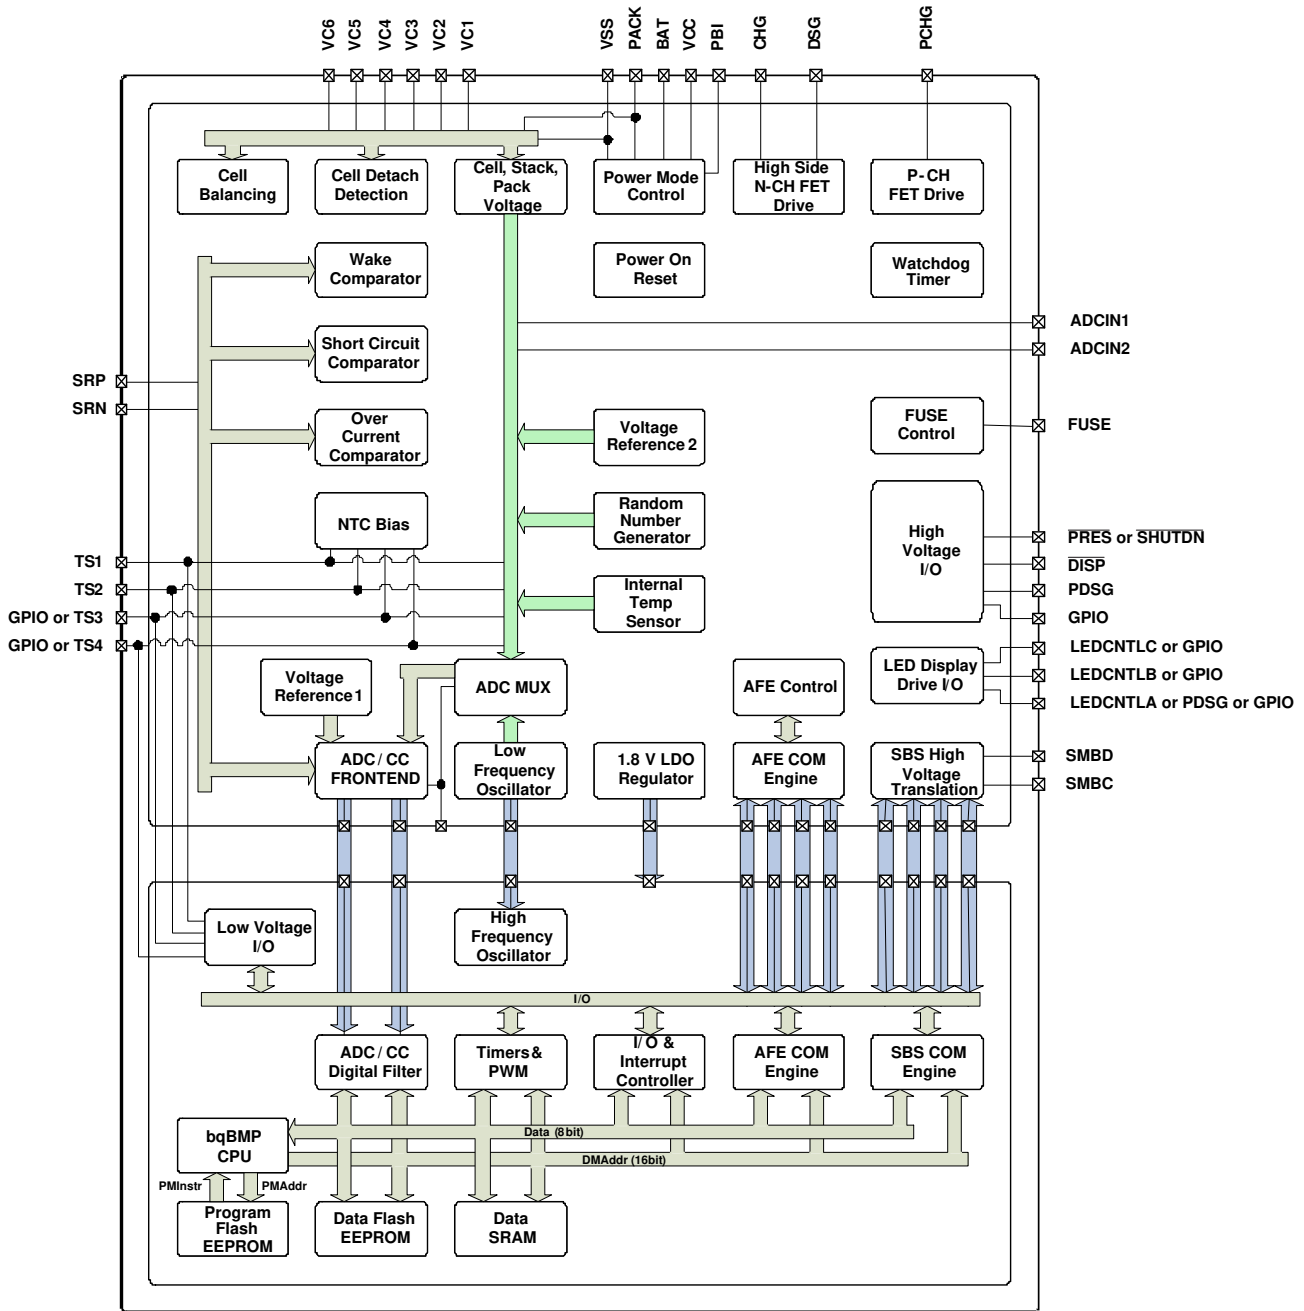 VC6
VC5
VC4
VC3
VC2
VC1
VSS
PACK
BAT
VCC
PBI
CHG
DSG
PCHG
Cell
Balancing
Cell Detach
Detection
Cell, Stack,
Pack
Voltage
Power Mode
Control
High Side
N-CH FET
Drive
P-CH
FET Drive
Wake
Comparator
Power On
Reset
Watchdog
Timer
ADCIN1
ADCIN2
Short Circuit
Comparator
SRP
SRN
Over
Current
Comparator
Voltage
Reference 2
FUSE
Control
FUSE
NTC Bias
Random
Number
Generator
High
Voltage
I/O
PRES or SHUTDN
DISP
PDSG
GPIO
TS1
TS2
GPIO or TS3
GPIO or TS4
Internal
Temp
Sensor
Voltage
Reference 1
ADC MUX
AFE Control
LED Display
Drive I/O
LEDCNTLC or GPIO
LEDCNTLB or GPIO
LEDCNTLA or PDSG or GPIO
ADC / CC
FRONTEND
Low
Frequency
Oscillator
1.8 V LDO
Regulator
AFE COM
Engine
SBS High
Voltage
Translation
SMBD
SMBC
Low Voltage
I/O
High
Frequency
Oscillator
I/O
ADC / CC
Digital Filter
Timers &
PWM
I/O &
Interrupt
Controller
AFE COM
Engine
SBS COM
Engine
bqBMP
CPU
Data (8bit)
DMAddr (16bit)
PMInstr
PMAddr
Program
Flash
EEPROM
Data Flash
EEPROM
Data
SRAM